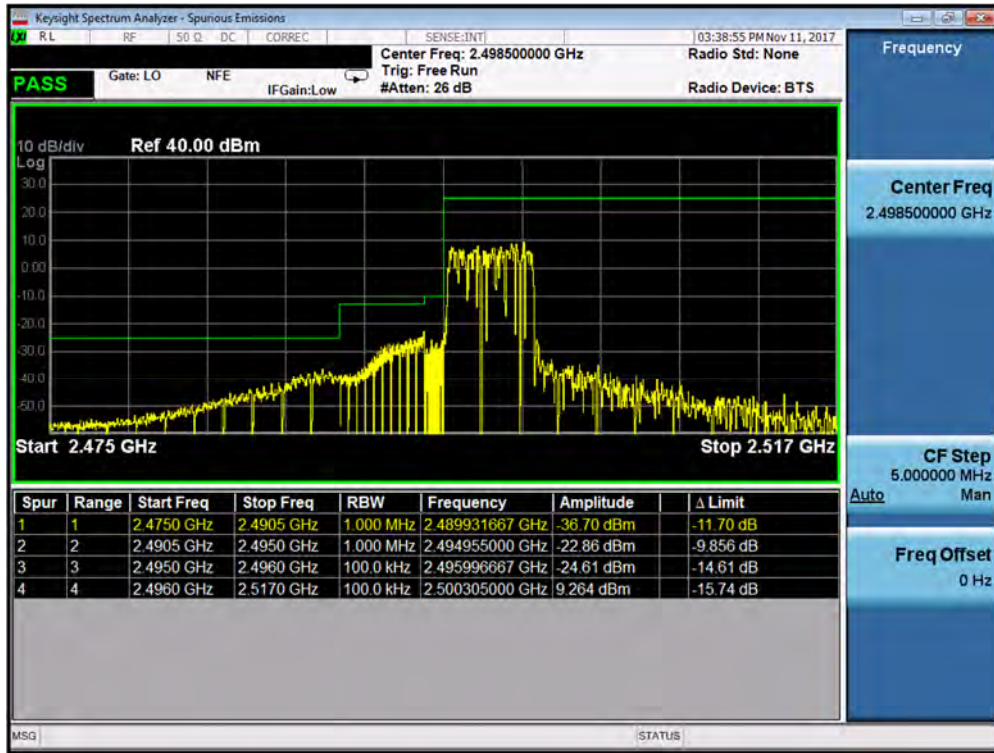 Keysight Spectrum Analyzer - Spurious Emissions
LXI RL RF 50 Ω DC CORREC SENSE:INT 03:38:55 PM Nov 11, 2017
Center Freq: 2.498500000 GHz Radio Std: None
PASS Gate: LO NFE Trig: Free Run
IFGain:Low #Atten: 26 dB Radio Device: BTS
10 dB/div Ref 40.00 dBm
Log
30.0
20.0
10.0
0.00
-10.0
-20.0
-30.0
-40.0
-50.0
Start 2.475 GHz Stop 2.517 GHz
Spur Range Start Freq Stop Freq RBW Frequency Amplitude Δ Limit
1 1 2.4750 GHz 2.4905 GHz 1.000 MHz 2.489931667 GHz -36.70 dBm -11.70 dB
2 2 2.4905 GHz 2.4950 GHz 1.000 MHz 2.494955000 GHz -22.86 dBm -9.856 dB
3 3 2.4950 GHz 2.4960 GHz 100.0 kHz 2.495996667 GHz -24.61 dBm -14.61 dB
4 4 2.4960 GHz 2.5170 GHz 100.0 kHz 2.500305000 GHz 9.264 dBm -15.74 dB
MSG STATUS
Frequency
Center Freq
2.498500000 GHz
CF Step
5.000000 MHz
Auto Man
Freq Offset
0 Hz